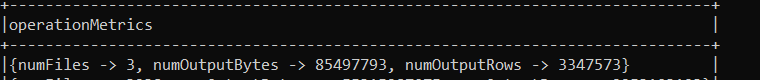 +------------------------------------------------------------------------+
|operationMetrics |
+------------------------------------------------------------------------+
|{numFiles -> 3, numOutputBytes -> 85497793, numOutputRows -> 3347573} |